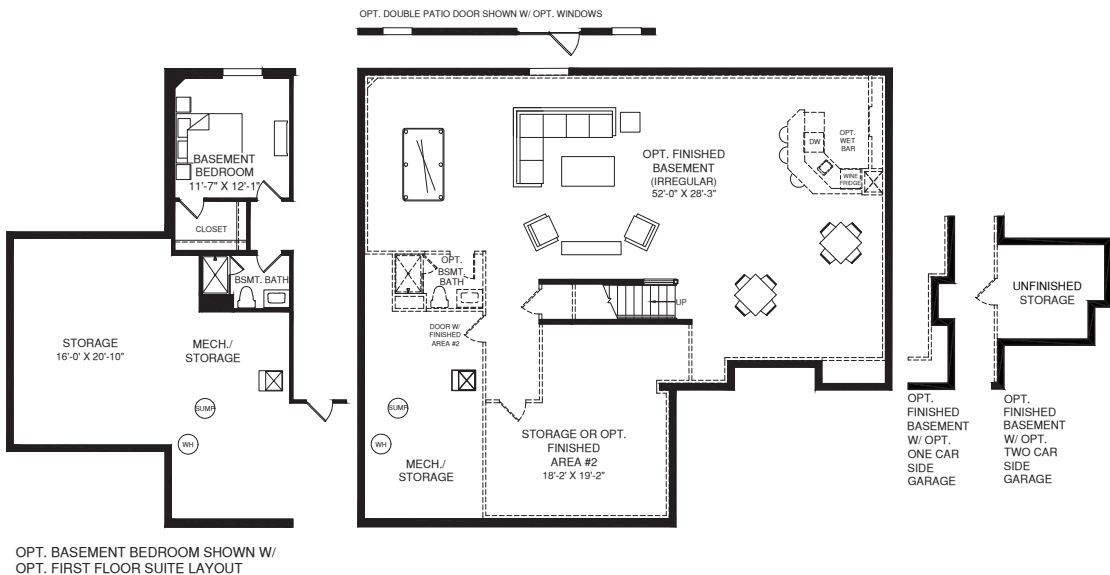 OPT. DOUBLE PATIO DOOR SHOWN W/ OPT. WINDOWS
BASEMENT
BEDROOM
11'-7" X 12'-1"
CLOSET
BSMT. BATH
STORAGE
16'-0' X 20'-10"
MECH./
STORAGE
SUMP
WH
OPT. BASEMENT BEDROOM SHOWN W/
OPT. FIRST FLOOR SUITE LAYOUT
OPT. FINISHED
BASEMENT
(IRREGULAR)
52'-0" X 28'-3"
DW
OPT.
WET
BAR
WINE
FRIDGE
OPT.
BSMT.
BATH
UP
DOOR W/
FINISHED
AREA #2
SUMP
WH
MECH./
STORAGE
STORAGE OR OPT.
FINISHED
AREA #2
18'-2' X 19'-2"
OPT.
FINISHED
BASEMENT
W/ OPT.
ONE CAR
SIDE
GARAGE
UNFINISHED
STORAGE
OPT.
FINISHED
BASEMENT
W/ OPT.
TWO CAR
SIDE
GARAGE